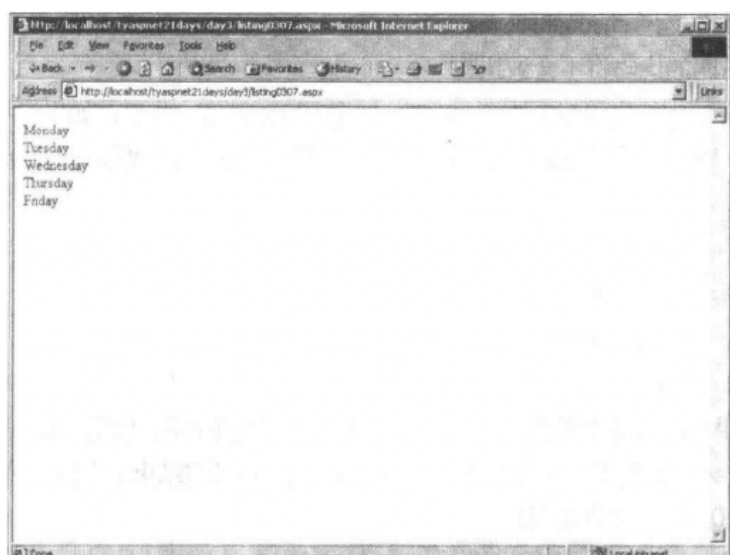 http://localhost/tyaspnet21days/day3/listing0307.aspx - Microsoft Internet Explorer
File Edit View Favorites Tools Help
Back Search Favorites History
Address http://localhost/tyaspnet21days/day3/listing0307.aspx Links
Monday
Tuesday
Wednesday
Thursday
Friday
Done Local intranet